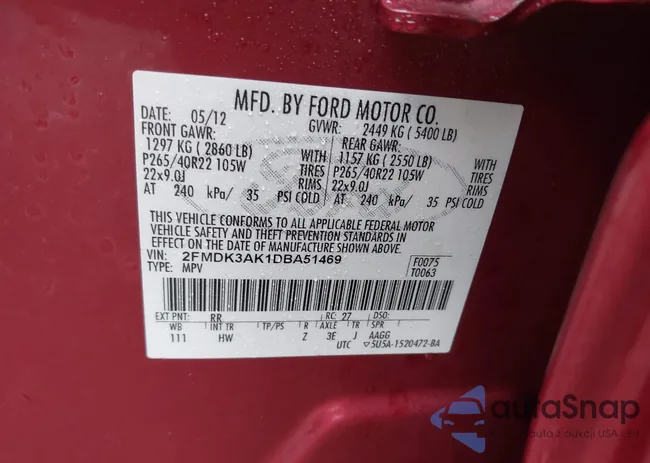 MFD. BY FORD MOTOR CO.
DATE: 05/12 GVWR: 2449 KG ( 5400 LB)
FRONT GAWR: REAR GAWR:
1297 KG ( 2860 LB) WITH 1157 KG ( 2550 LB) WITH
P265/40R22 105W TIRES P265/40R22 105W TIRES
22x9.0J RIMS 22x9.0J RIMS
AT 240 kPa/ 35 PSI COLD AT 240 kPa/ 35 PSI COLD
THIS VEHICLE CONFORMS TO ALL APPLICABLE FEDERAL MOTOR
VEHICLE SAFETY AND THEFT PREVENTION STANDARDS IN
EFFECT ON THE DATE OF MANUFACTURE SHOWN ABOVE.
VIN: 2FMDK3AK1DBA51469 F0075
TYPE: MPV T0063
EXT PNT: RR RC: 27 DSO:
WB INT TR TP/PS R AXLE TR SPR
111 HW Z 3E J AAGG
UTC ▽5U5A-1520472-BA
autaSnap
auta z aukcji USA